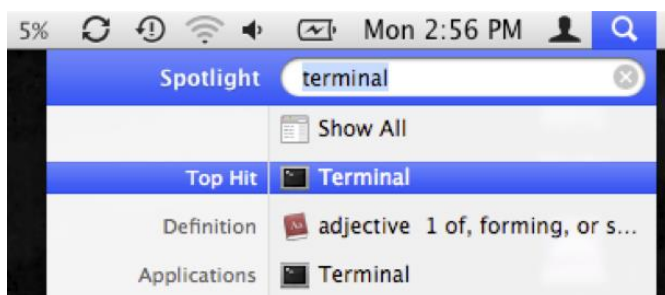 5% Mon 2:56 PM
Spotlight terminal
Show All
Top Hit Terminal
Definition Aa adjective 1 of, forming, or s...
Applications Terminal